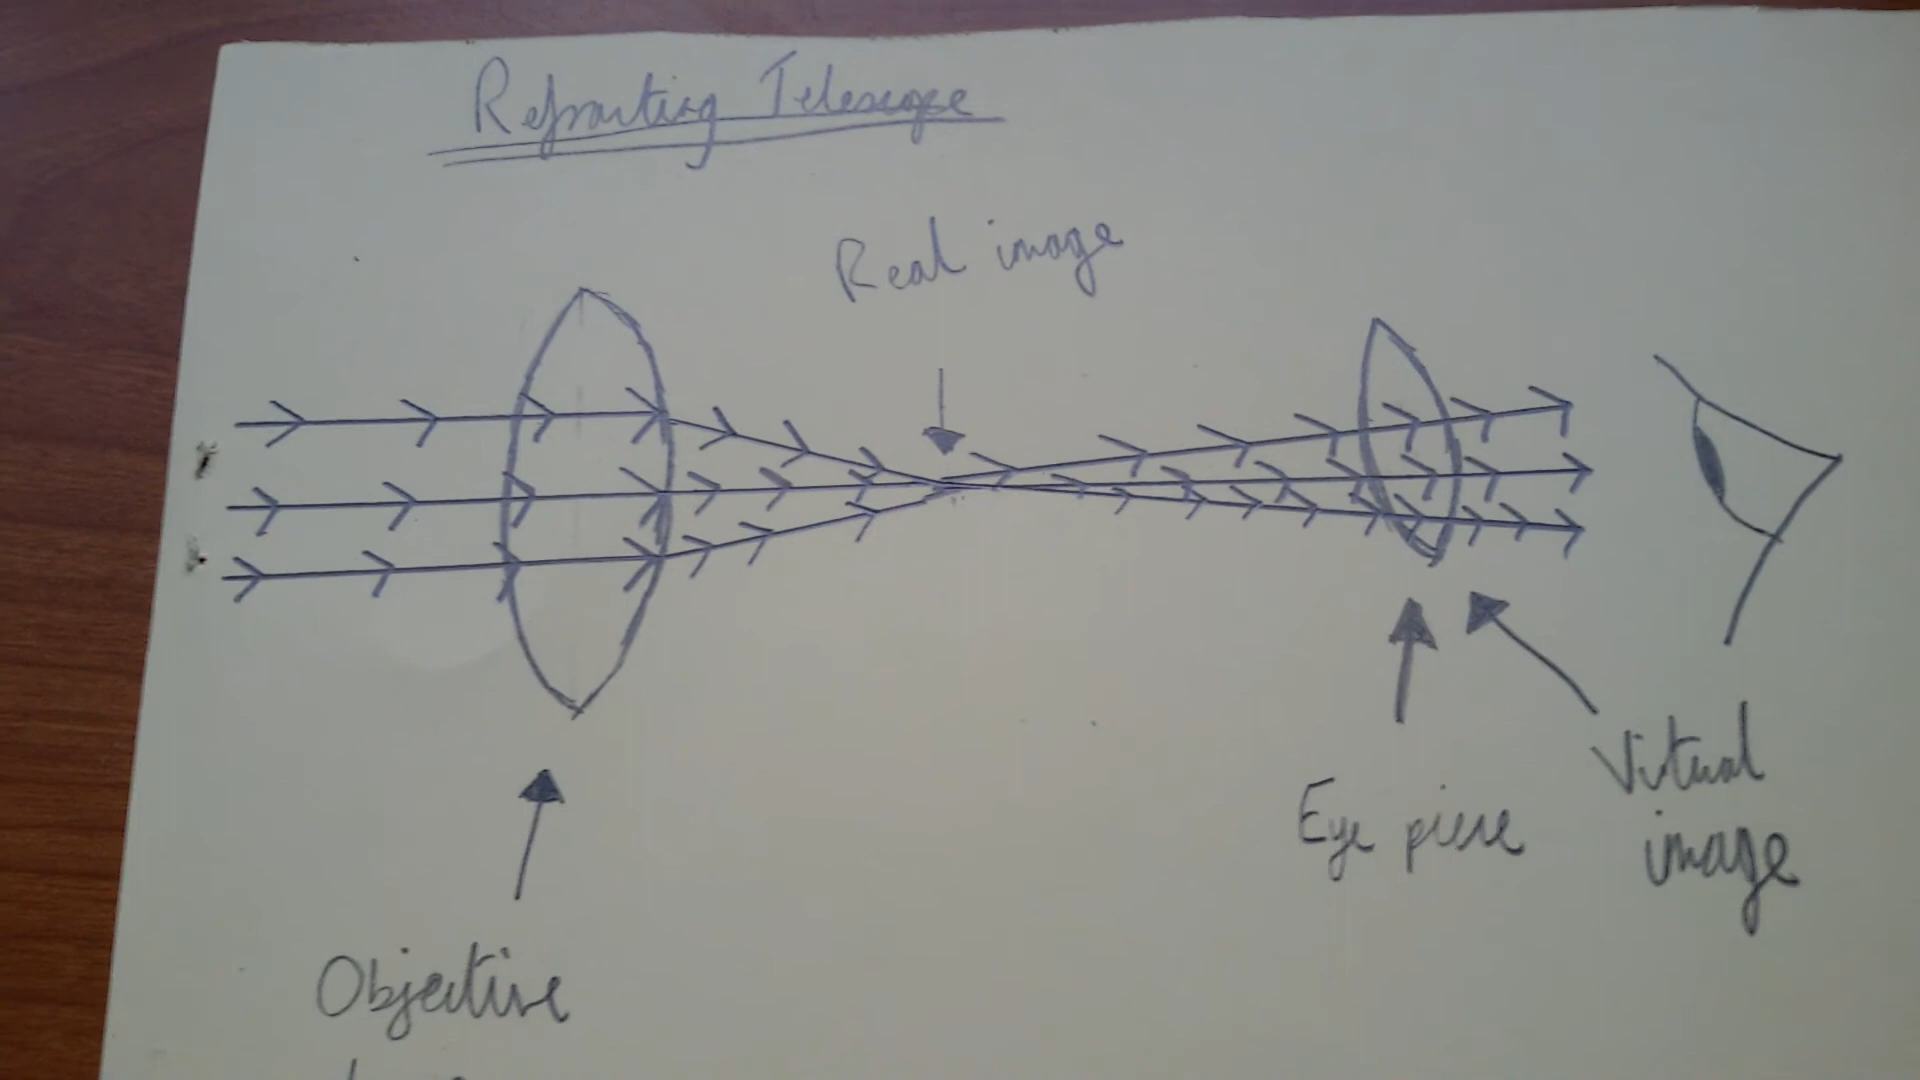 Refracting Telescope
Real image
Virtual
image
Eye piece
Objective